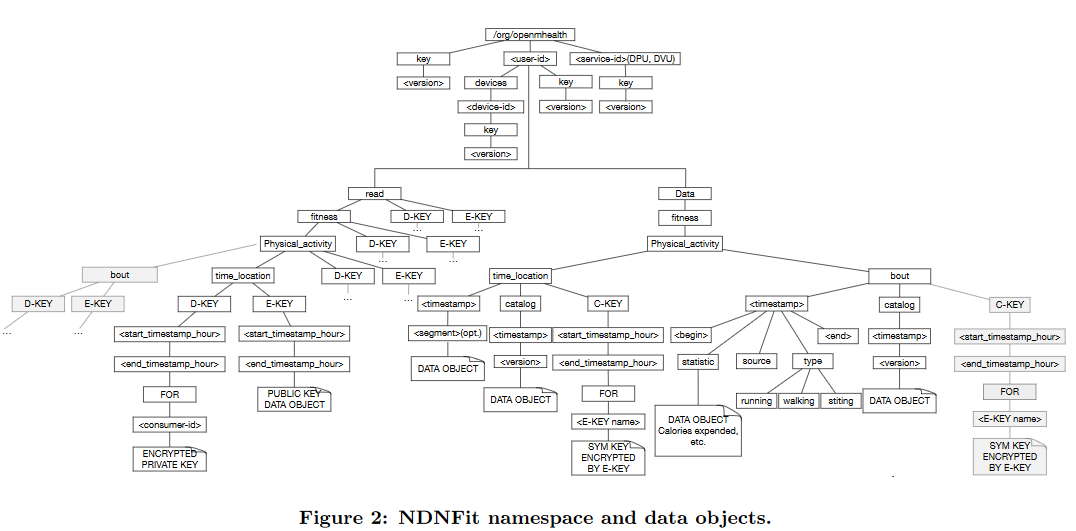 /org/openmhealth
key
<user-id>
<service-id>(DPU, DVU)
<version>
devices
key
key
<device-id>
<version>
<version>
key
<version>
read
Data
fitness
D-KEY
E-KEY
fitness
...
...
Physical_activity
D-KEY
E-KEY
Physical_activity
...
...
bout
time_location
D-KEY
E-KEY
time_location
bout
...
...
D-KEY
E-KEY
D-KEY
E-KEY
<timestamp>
catalog
C-KEY
<timestamp>
catalog
C-KEY
...
...
<start_timestamp_hour>
<start_timestamp_hour>
<segment>(opt.)
<timestamp>
<start_timestamp_hour>
<begin>
<end>
<timestamp>
<start_timestamp_hour>
<end_timestamp_hour>
<end_timestamp_hour>
DATA OBJECT
<version>
<end_timestamp_hour>
statistic
source
type
<version>
<end_timestamp_hour>
FOR
PUBLIC KEY
DATA OBJECT
DATA OBJECT
FOR
running
walking
stiting
DATA OBJECT
FOR
<consumer-id>
<E-KEY name>
DATA OBJECT
Calories expended,
etc.
<E-KEY name>
ENCRYPTED
PRIVATE KEY
SYM KEY
ENCRYPTED
BY E-KEY
SYM KEY
ENCRYPTED
BY E-KEY
Figure 2: NDNFit namespace and data objects.